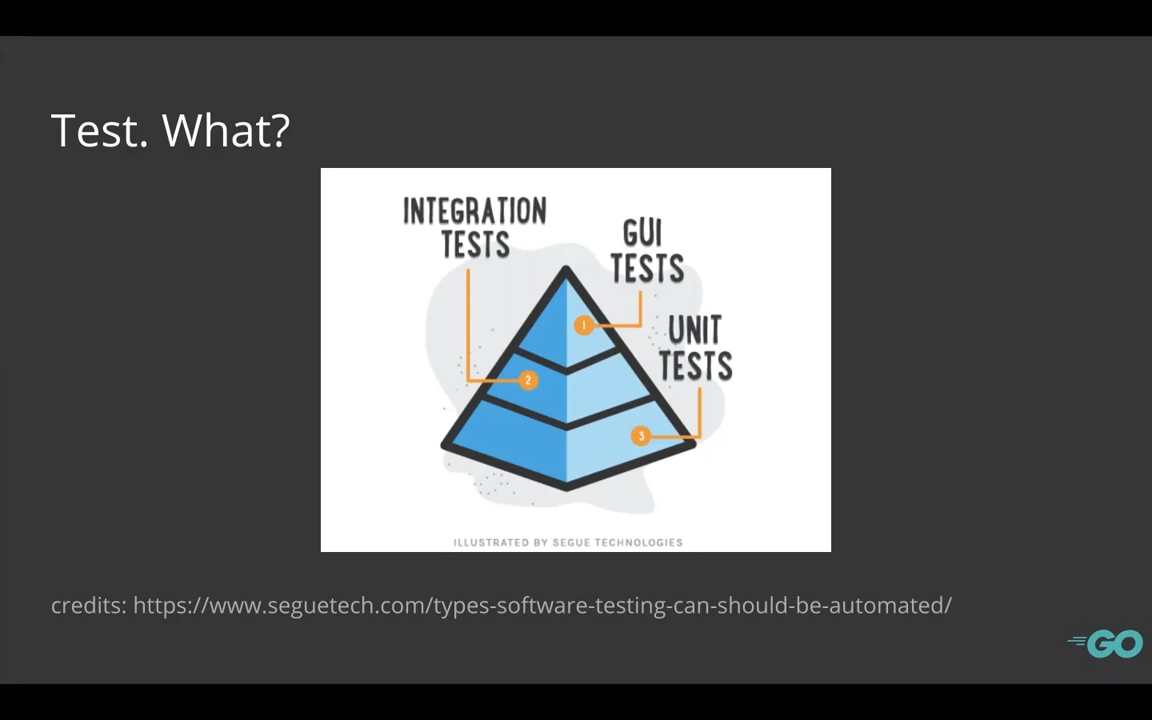 Test. What?
INTEGRATION
TESTS
GUI
TESTS
UNIT
TESTS
1
2
3
ILLUSTRATED BY SEGUE TECHNOLOGIES
credits: https://www.seguetech.com/types-software-testing-can-should-be-automated/
GO